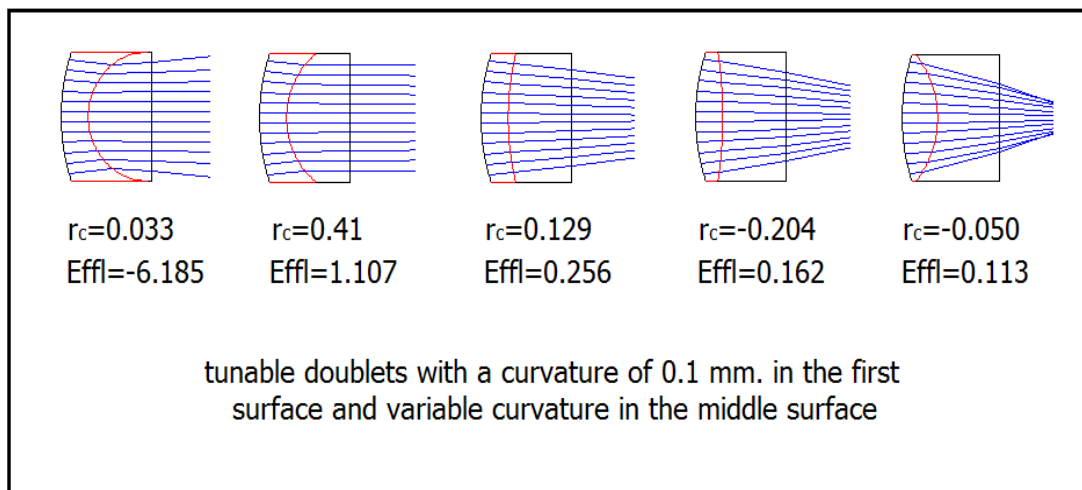 rc=0.033 rc=0.41 rc=0.129 rc=-0.204 rc=-0.050
Effl=-6.185 Effl=1.107 Effl=0.256 Effl=0.162 Effl=0.113
tunable doublets with a curvature of 0.1 mm. in the first
surface and variable curvature in the middle surface